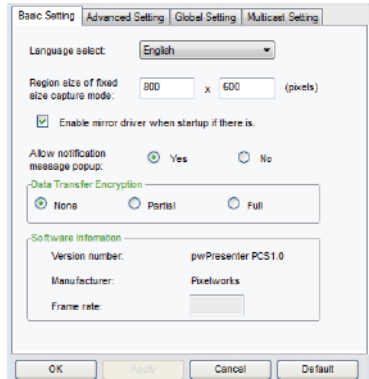 Basic Setting Advanced Setting Global Setting Multicast Setting
Language select: English
Region size of fixed size capture mode: 800 x 600 (pixels)
Enable mirror driver when startup if there is.
Allow notification message popup: Yes No
Data Transfer Encryption
None Partial Full
Software Infomation
Version number: pwPresenter PCS1.0
Manufacturer: Pixelworks
Frame rate:
OK Apply Cancel Default